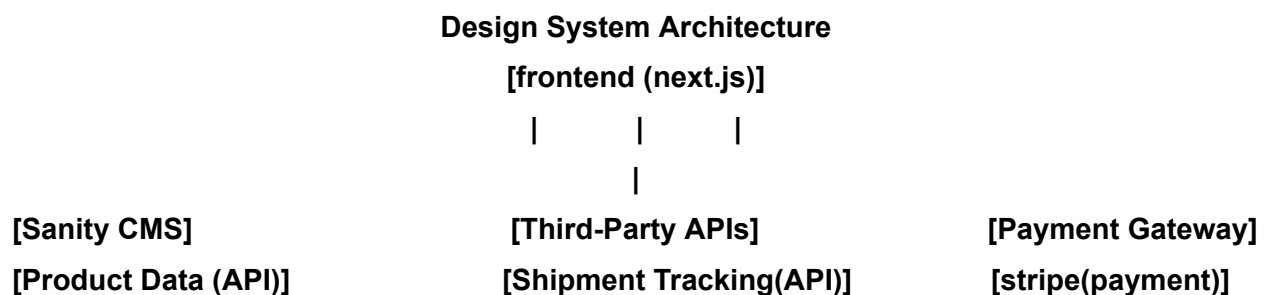 Design System Architecture
[frontend (next.js)]
| | |
|
[Sanity CMS] [Third-Party APIs] [Payment Gateway]
[Product Data (API)] [Shipment Tracking(API)] [stripe(payment)]